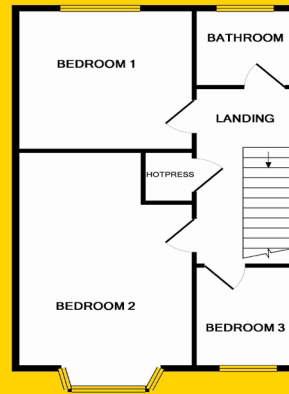 BATHROOM
BEDROOM 1
LANDING
HOTPRESS
BEDROOM 2
BEDROOM 3